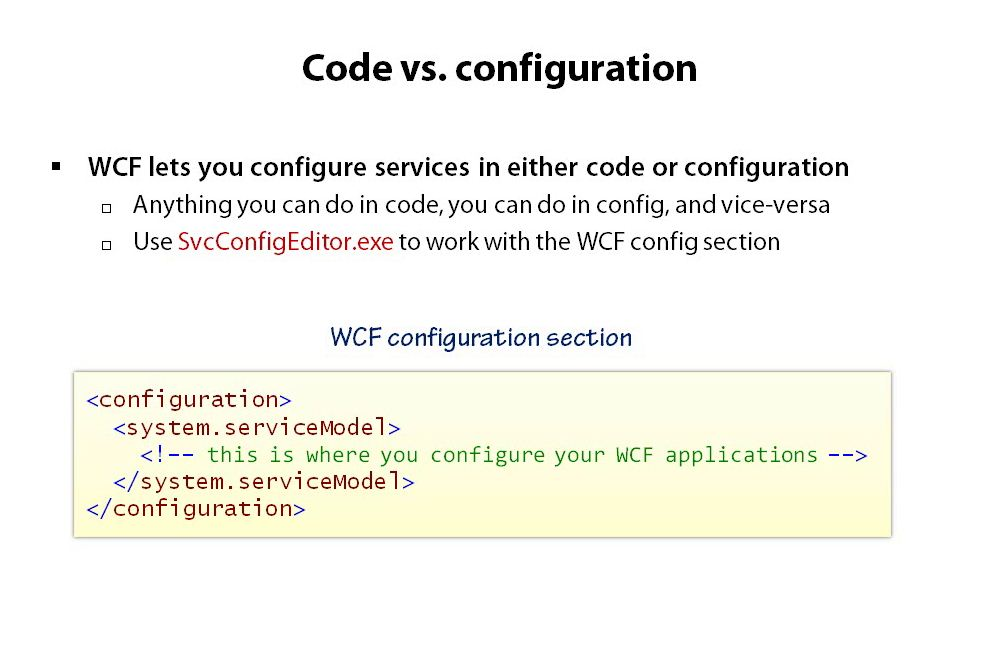 Code vs. configuration
WCF lets you configure services in either code or configuration
Anything you can do in code, you can do in config, and vice-versa
Use SvcConfigEditor.exe to work with the WCF config section
WCF configuration section
<configuration>
  <system.serviceModel>
    <!-- this is where you configure your WCF applications -->
  </system.serviceModel>
</configuration>